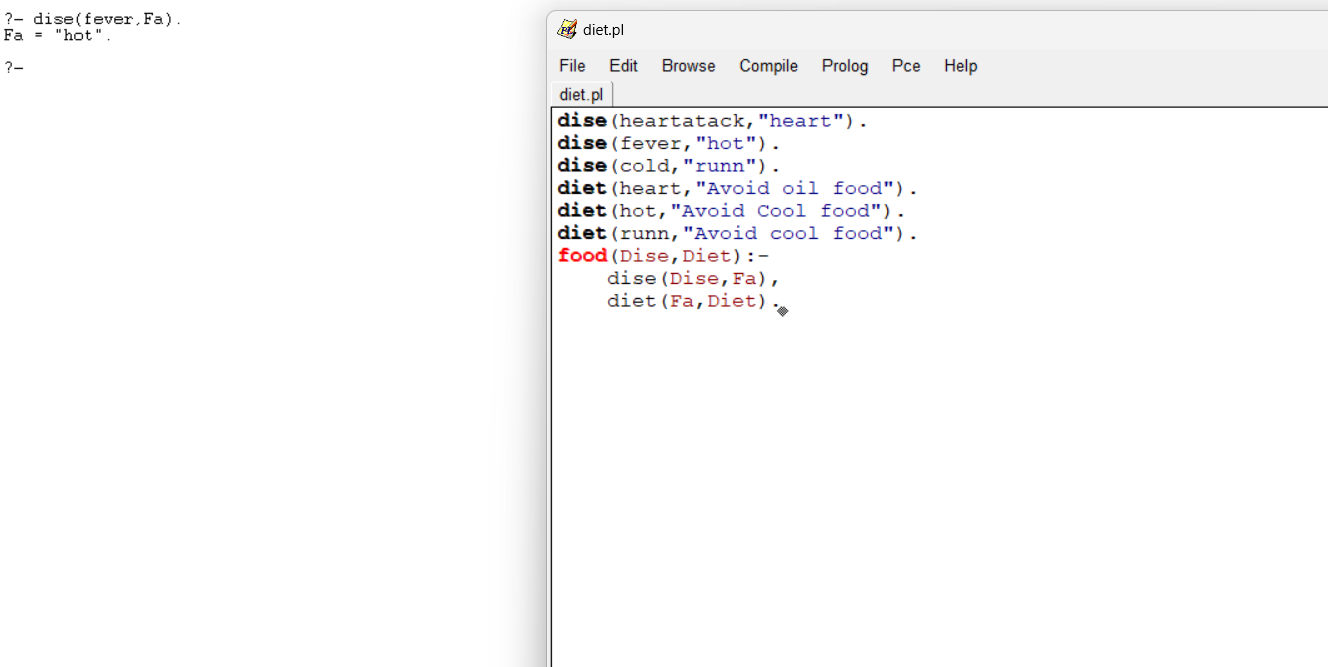 ?- dise(fever,Fa).
Fa = "hot".
?-
diet.pl
File Edit Browse Compile Prolog Pce Help
diet.pl
dise(heartatack,"heart").
dise(fever,"hot").
dise(cold,"runn").
diet(heart,"Avoid oil food").
diet(hot,"Avoid Cool food").
diet(runn,"Avoid cool food").
food(Dise,Diet):-
    dise(Dise,Fa),
    diet(Fa,Diet).